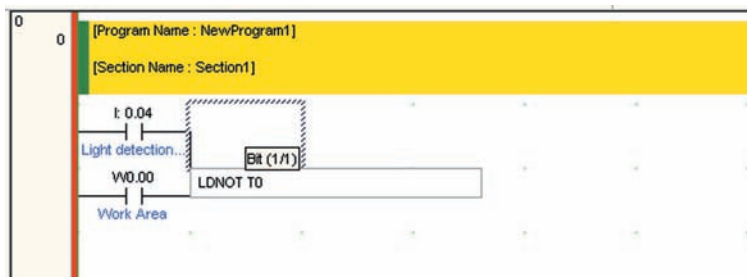 0
0
[Program Name : NewProgram1]
[Section Name : Section1]
I: 0.04
Light detection...
Bit (1/1)
W0.00
LDNOT T0
Work Area